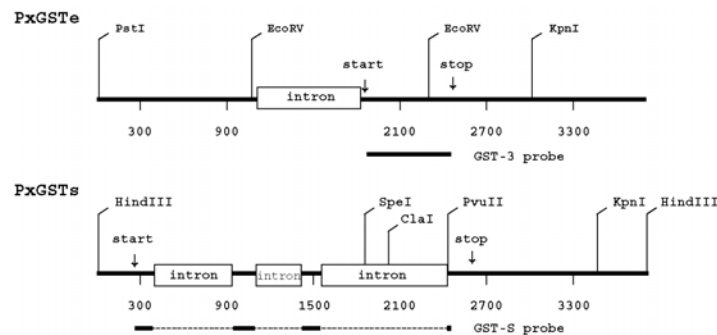 PxGSTe
PstI EcoRV EcoRV KpnI
start stop
intron
300 900 2100 2700 3300
GST-3 probe
PxGSTs
HindIII SpeI PvuII KpnI HindIII
ClaI
start stop
intron intron intron
300 900 1500 2100 2700 3300
GST-S probe